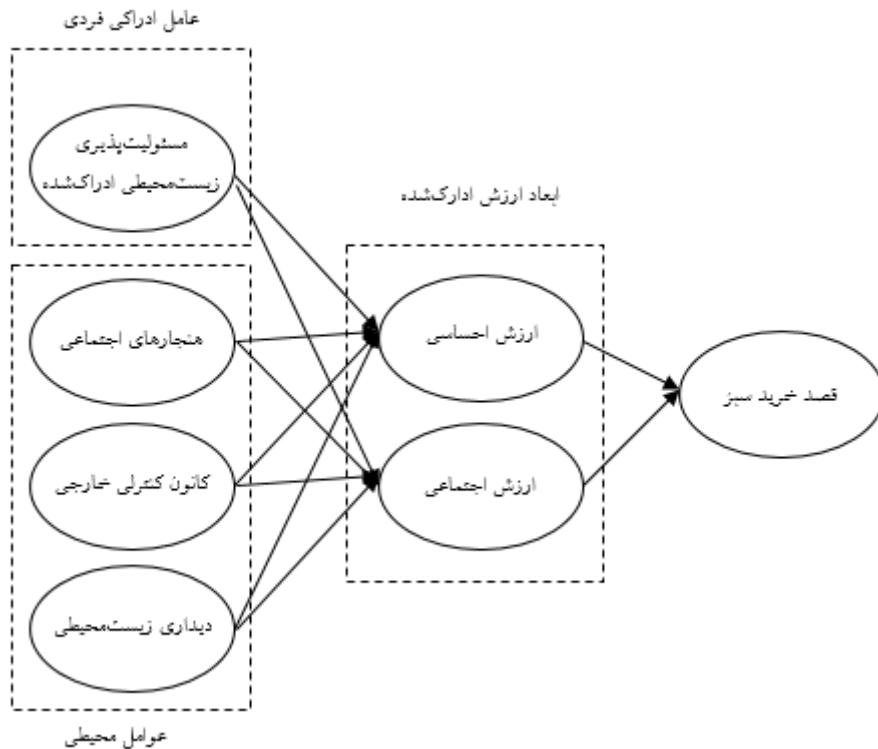 عامل ادراکی فردی
مسئولیت‌پذیری
زیست‌محیطی ادراک‌شده
ابعاد ارزش ادارک‌شده
هنجارهای اجتماعی
ارزش احساسی
قصد خرید سبز
کانون کنترلی خارجی
ارزش اجتماعی
دیداری زیست‌محیطی
عوامل محیطی